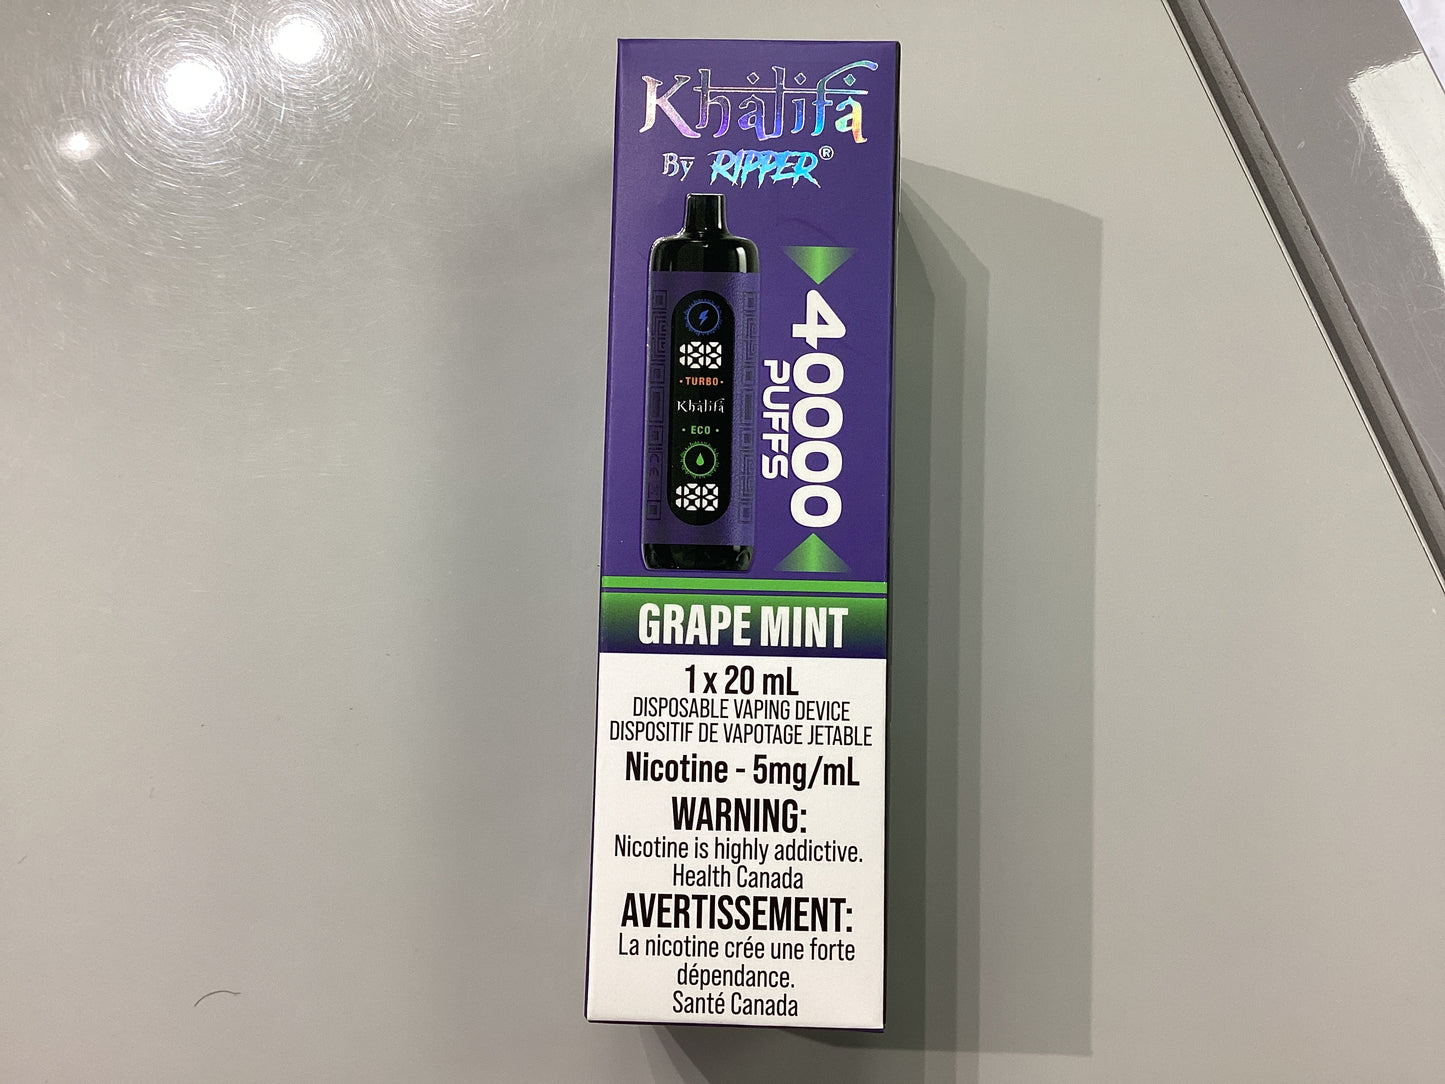 Khalifa
By RIPPER®
TURBO
Khalifa
ECO
40000
PUFFS
GRAPE MINT
1 x 20 mL
DISPOSABLE VAPING DEVICE
DISPOSITIF DE VAPOTAGE JETABLE
Nicotine - 5mg/mL
WARNING:
Nicotine is highly addictive.
Health Canada
AVERTISSEMENT:
La nicotine crée une forte
dépendance.
Santé Canada